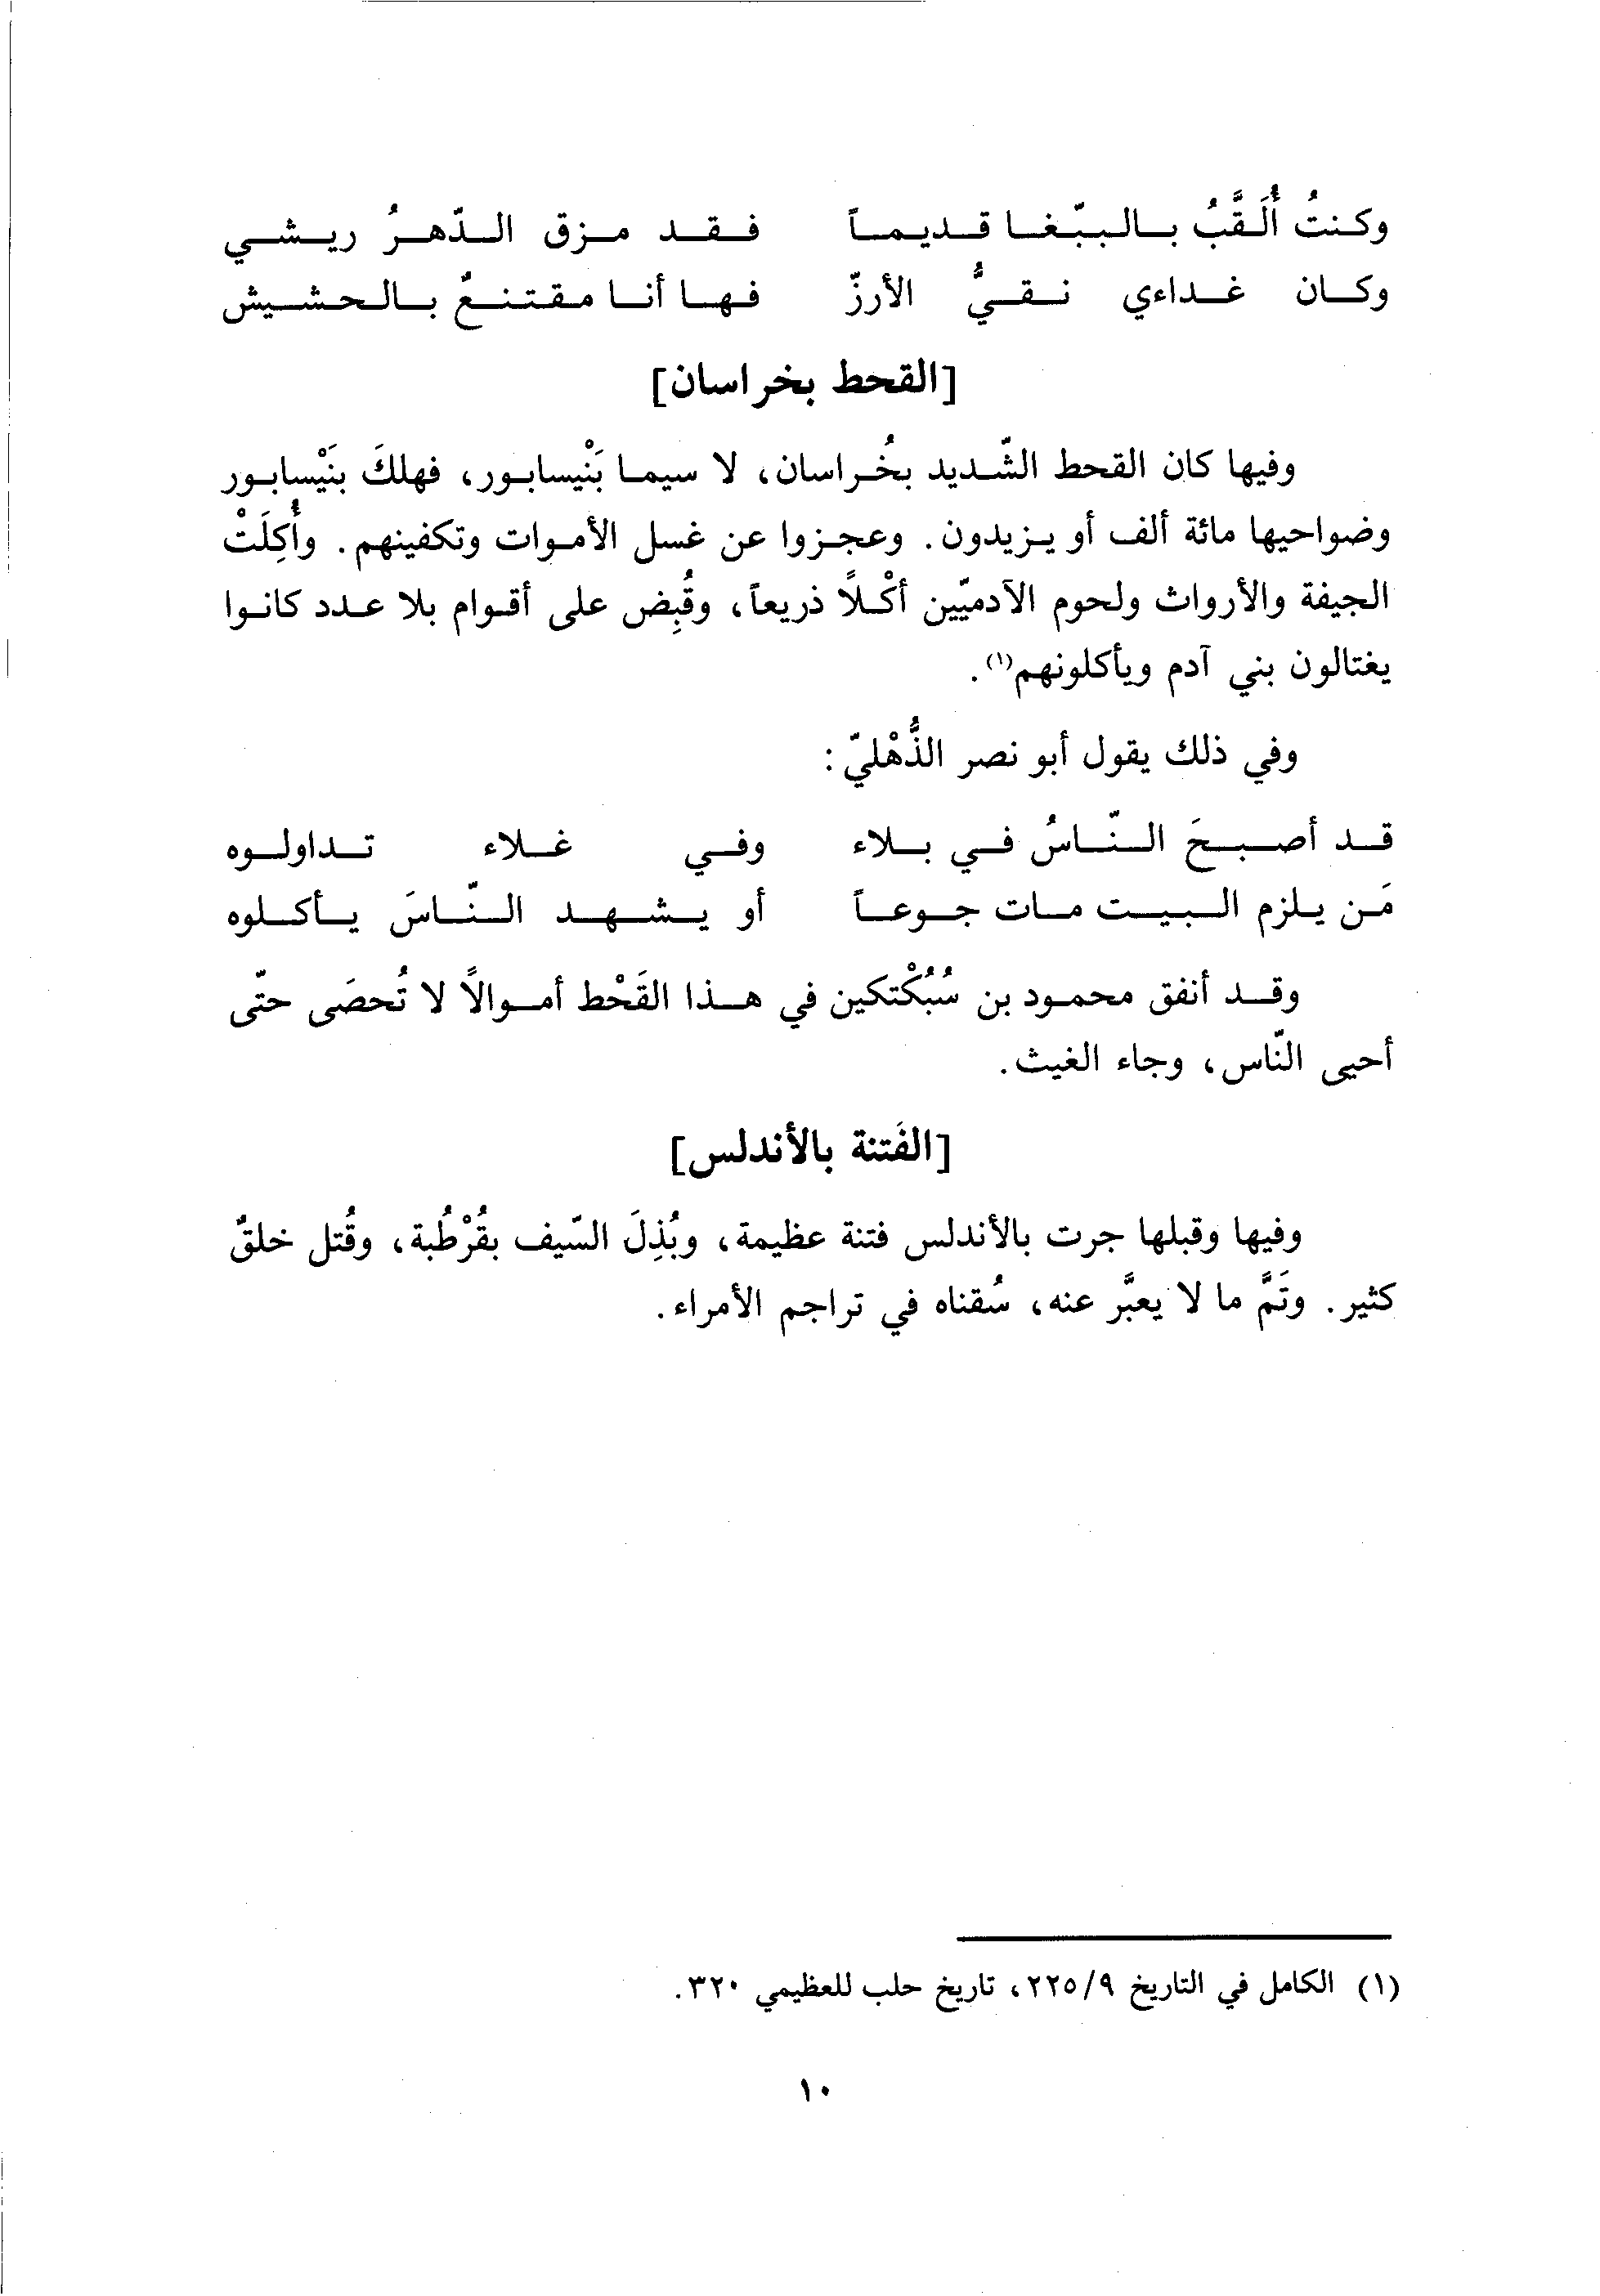 وكنتُ أُلَقَّبُ بالببّغا قديماً فقد مزق الدّهرُ ريشي
وكان غداءي نقيُّ الأرزّ فها أنا مقتنعٌ بالحشيش
[القحط بخراسان]
وفيها كان القحط الشّديد بخُراسان، لا سيما بَنْيسابور، فهلكَ بنَيْسابور
وضواحيها مائة ألف أو يزيدون. وعجزوا عن غسل الأموات وتكفينهم. وأُكِلَتْ
الجيفة والأرواث ولحوم الآدميّين أكْلاً ذريعاً، وقُبِض على أقوام بلا عدد كانوا
يغتالون بني آدم ويأكلونهم(١).
وفي ذلك يقول أبو نصر الذُّهْليّ:
قد أصبحَ النّاسُ في بلاء وفي غلاء تداولوه
مَن يلزم البيت مات جوعاً أو يشهد النّاسَ يأكلوه
وقد أنفق محمود بن سُبُكْتكين في هذا القَحْط أموالاً لا تُحصَى حتّى
أحيى النّاس، وجاء الغيث.
[الفَتنة بالأندلس]
وفيها وقبلها جرت بالأندلس فتنة عظيمة، وبُذِلَ السّيف بقُرْطُبة، وقُتل خلقٌ
كثير. وتَمَّ ما لا يعبَّر عنه، سُقناه في تراجم الأمراء.
(١) الكامل في التاريخ ٢٢٥/٩، تاريخ حلب للعظيمي ٣٢٠.
١٠